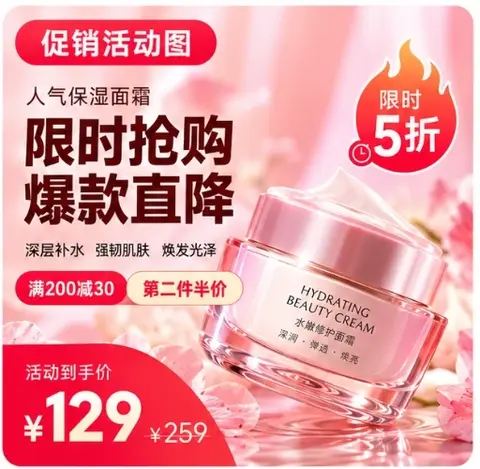 促销活动图
人气保湿面霜
限时抢购
爆款直降
深层补水 强韧肌肤 焕发光泽
满200减30 第二件半价
限时
5折
HYDRATING
BEAUTY CREAM
水嫩修护面霜
深润·弹透·焕亮
活动到手价
¥129 ¥259